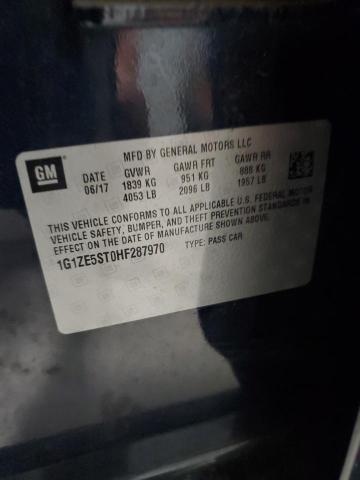 GM
MFD BY GENERAL MOTORS LLC
DATE GVWR GAWR FRT GAWR RR
06/17 1839 KG 951 KG 888 KG
4053 LB 2096 LB 1957 LB
THIS VEHICLE CONFORMS TO ALL APPLICABLE U.S. FEDERAL
VEHICLE SAFETY, BUMPER, AND THEFT PREVENTION STANDARDS IN
EFFECT ON THE DATE OF MANUFACTURE SHOWN ABOVE.
1G1ZE5ST0HF287970 TYPE: PASS CAR